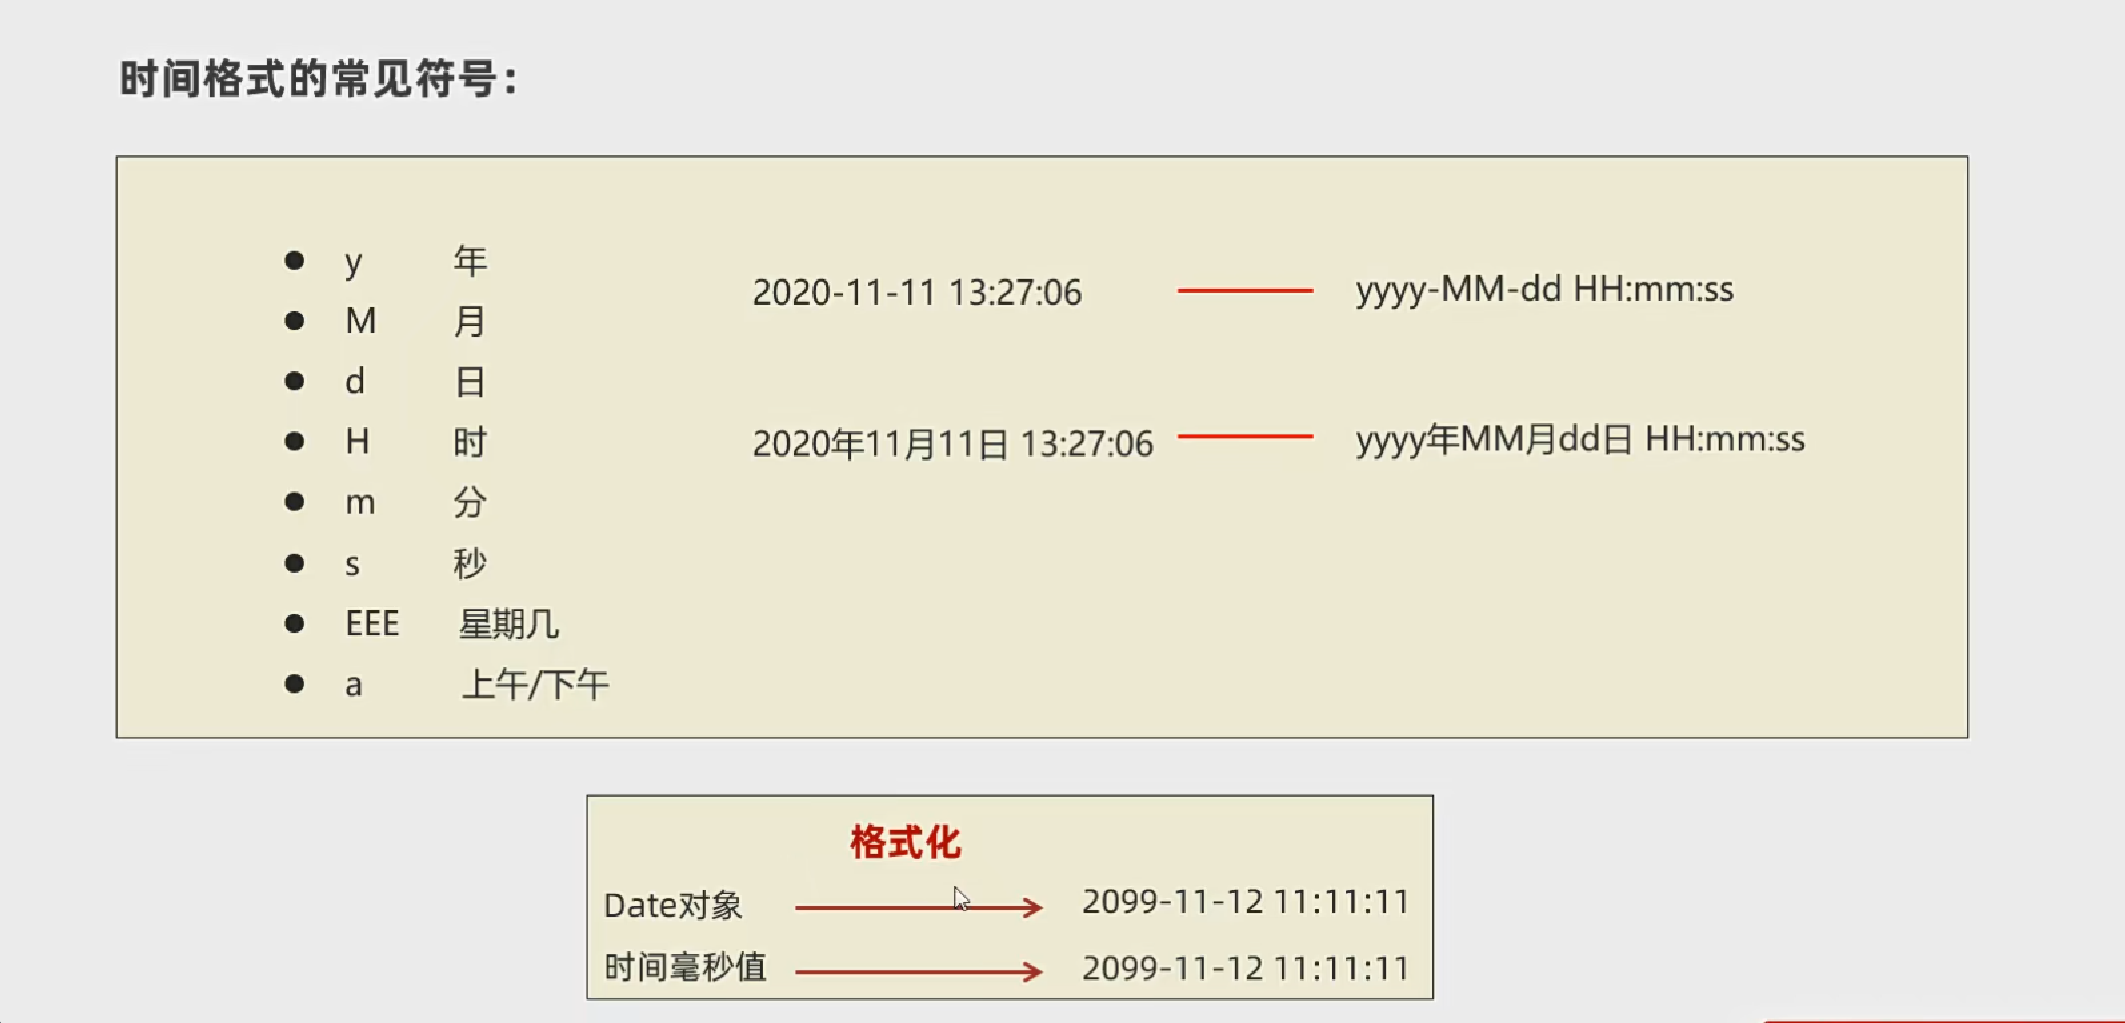 时间格式的常见符号：
y 年
M 月
d 日
H 时
m 分
s 秒
EEE 星期几
a 上午/下午
2020-11-11 13:27:06 yyyy-MM-dd HH:mm:ss
2020年11月11日 13:27:06 yyyy年MM月dd日 HH:mm:ss
格式化
Date对象 2099-11-12 11:11:11
时间毫秒值 2099-11-12 11:11:11